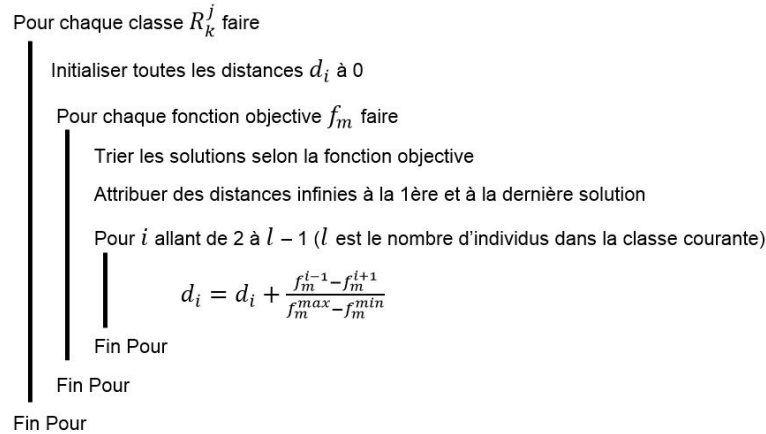 Pour chaque classe $R_k^j$ faire
Initialiser toutes les distances $d_i$ à 0
Pour chaque fonction objective $f_m$ faire
Trier les solutions selon la fonction objective
Attribuer des distances infinies à la 1ère et à la dernière solution
Pour $i$ allant de 2 à $l$ – 1 ($l$ est le nombre d’individus dans la classe courante)
$d_i = d_i + \frac{f_m^{i-1} - f_m^{i+1}}{f_m^{max} - f_m^{min}}$
Fin Pour
Fin Pour
Fin Pour